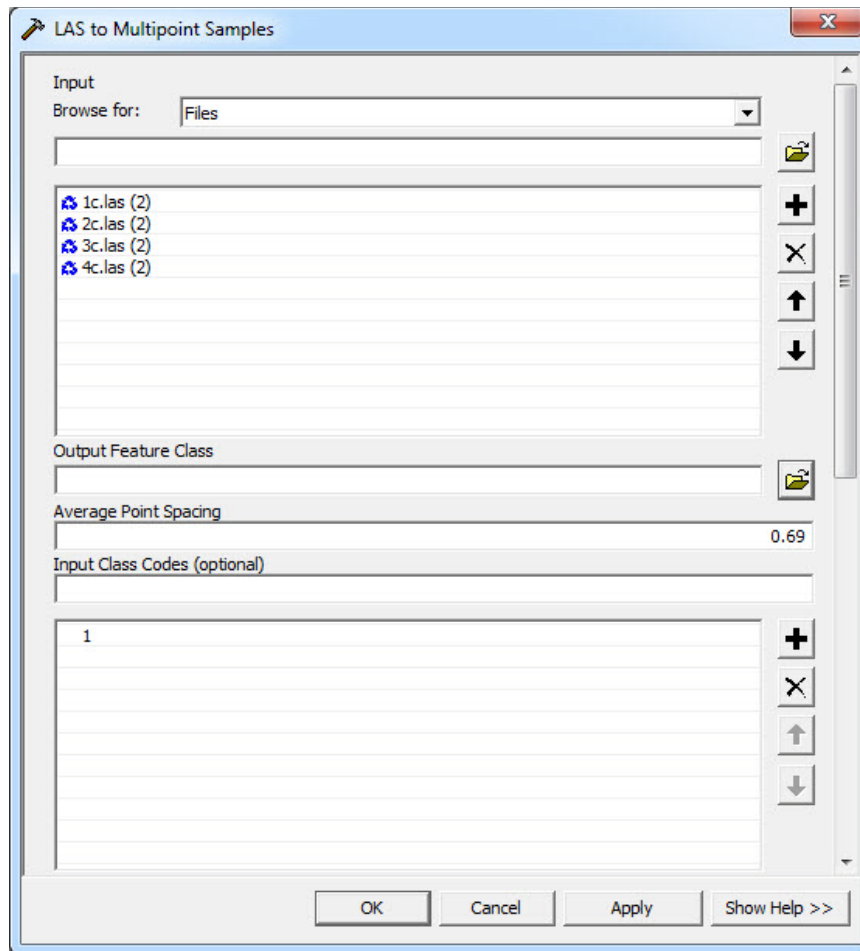 LAS to Multipoint Samples
Input
Browse for: Files
1c.las (2)
2c.las (2)
3c.las (2)
4c.las (2)
Output Feature Class
Average Point Spacing
0.69
Input Class Codes (optional)
1
OK Cancel Apply Show Help >>